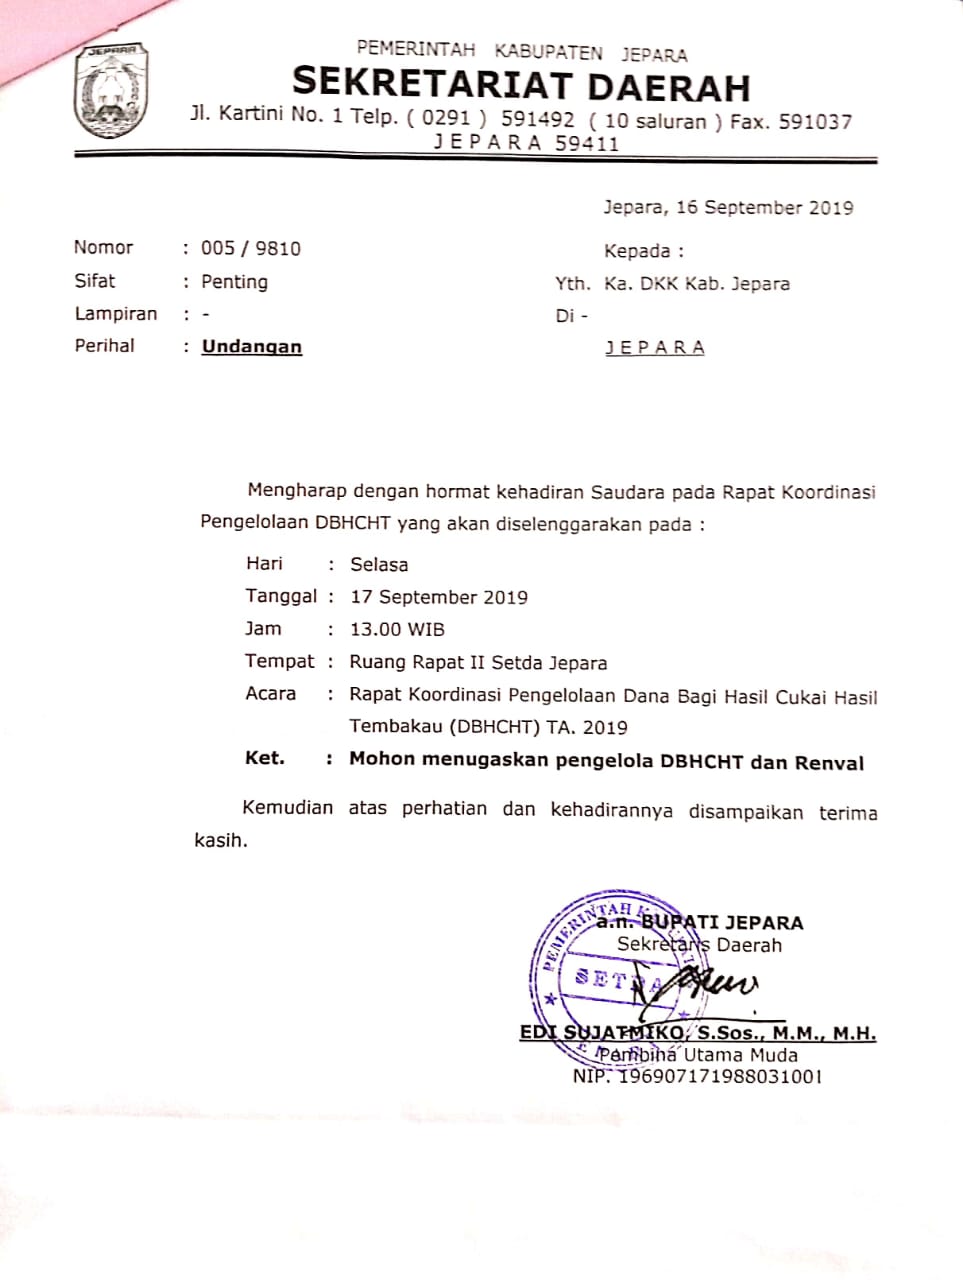 JEPARA
PEMERINTAH KABUPATEN JEPARA
SEKRETARIAT DAERAH
Jl. Kartini No. 1 Telp. ( 0291 ) 591492 ( 10 saluran ) Fax. 591037
J E P A R A 59411
Jepara, 16 September 2019
Nomor : 005 / 9810
Kepada :
Sifat : Penting
Yth. Ka. DKK Kab. Jepara
Lampiran : -
Di -
Perihal : Undangan
J E P A R A
Mengharap dengan hormat kehadiran Saudara pada Rapat Koordinasi
Pengelolaan DBHCHT yang akan diselenggarakan pada :
Hari : Selasa
Tanggal : 17 September 2019
Jam : 13.00 WIB
Tempat : Ruang Rapat II Setda Jepara
Acara : Rapat Koordinasi Pengelolaan Dana Bagi Hasil Cukai Hasil
Tembakau (DBHCHT) TA. 2019
Ket. : Mohon menugaskan pengelola DBHCHT dan Renval
Kemudian atas perhatian dan kehadirannya disampaikan terima
kasih.
a.n. BUPATI JEPARA
Sekretaris Daerah
PEMERINTAH
SETDA
EDI SUJATMIKO, S.Sos., M.M., M.H.
Pembina Utama Muda
NIP. 196907171988031001